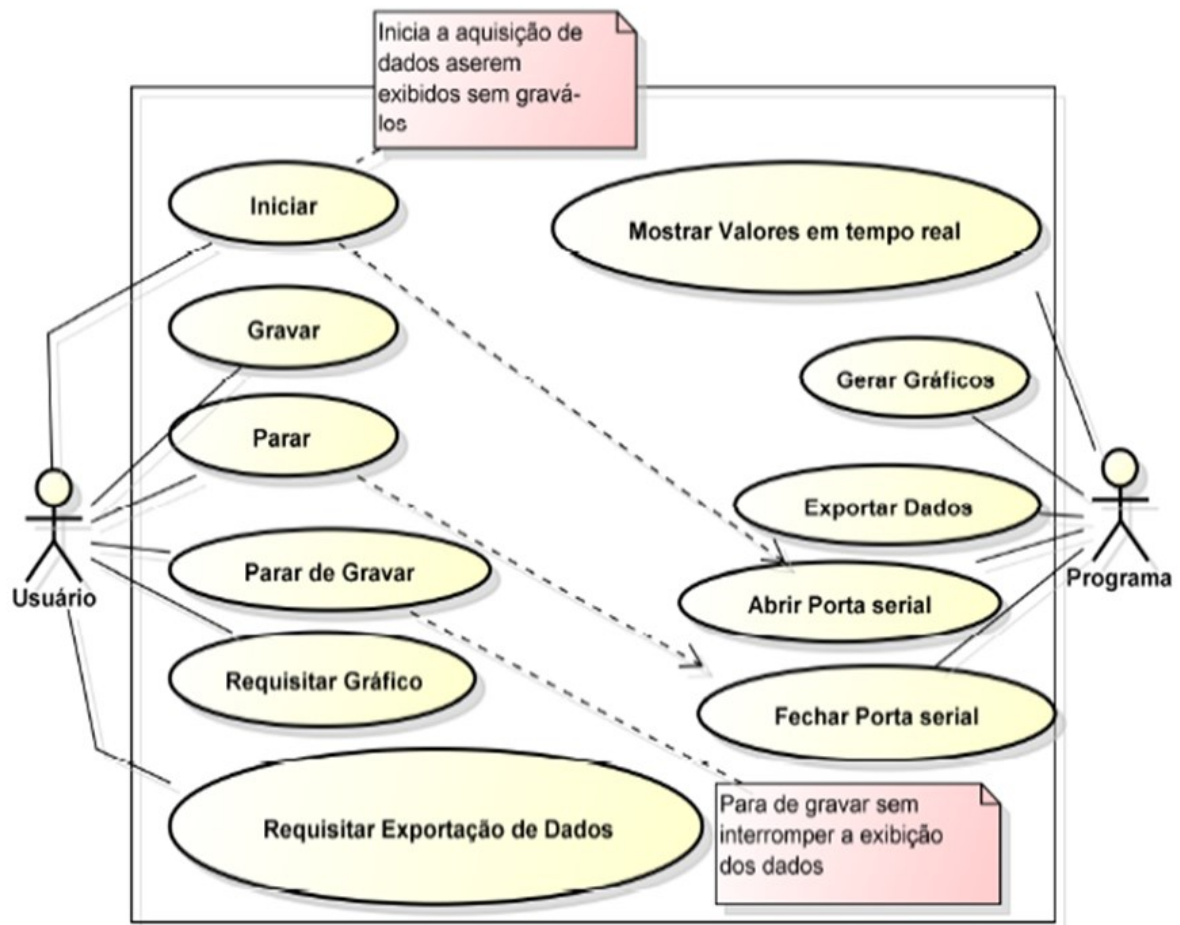 Inicia a aquisição de
dados aserem
exibidos sem gravá-
los
Iniciar
Mostrar Valores em tempo real
Gravar
Gerar Gráficos
Parar
Exportar Dados
Parar de Gravar
Abrir Porta serial
Usuário
Programa
Requisitar Gráfico
Fechar Porta serial
Requisitar Exportação de Dados
Para de gravar sem
interromper a exibição
dos dados